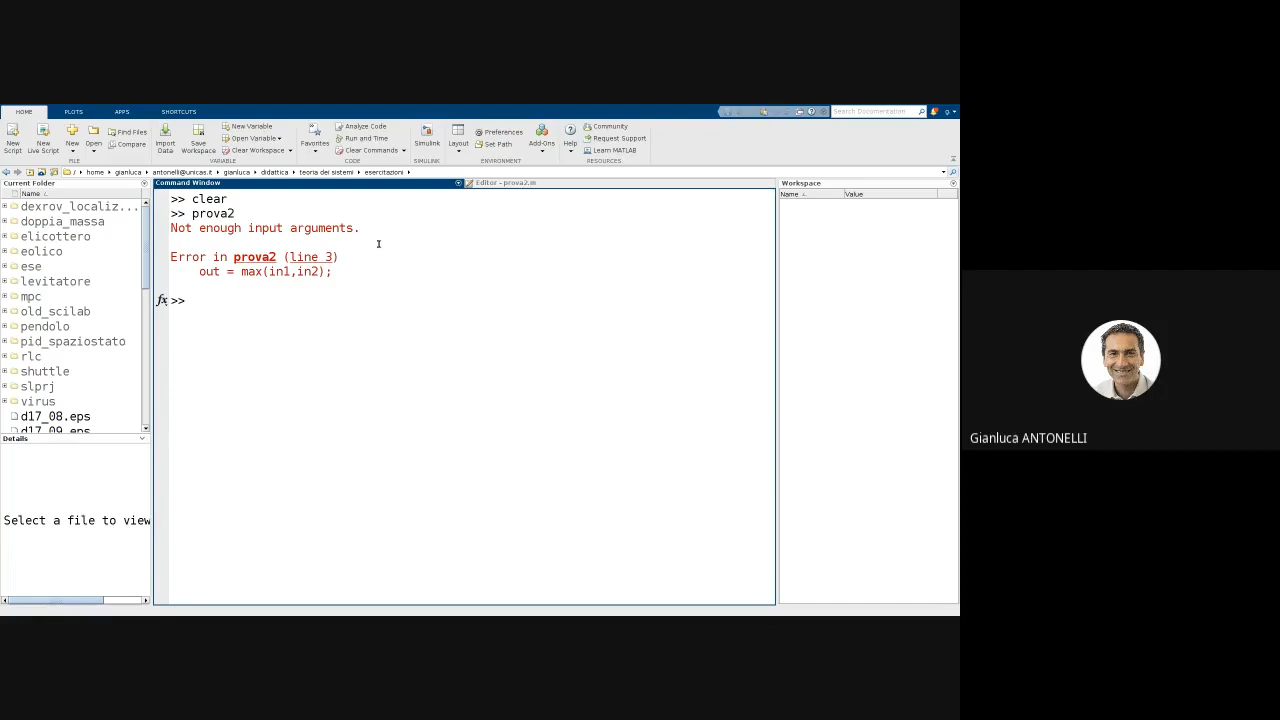 HOME PLOTS APPS SHORTCUTS
Search Documentation
New Script
New Live Script
New
Open
Find Files
Compare
FILE
Import Data
Save Workspace
New Variable
Open Variable
Clear Workspace
VARIABLE
Favorites
Analyze Code
Run and Time
Clear Commands
CODE
Simulink
SIMULINK
Layout
Preferences
Set Path
Add-Ons
ENVIRONMENT
Help
Community
Request Support
Learn MATLAB
RESOURCES
/ home gianluca antonelli@unicas.it gianluca didattica teoria dei sistemi esercitazioni
Current Folder
Name
dexrov_localiz...
doppia_massa
elicottero
eolico
ese
levitatore
mpc
old_scilab
pendolo
pid_spaziostato
rlc
shuttle
slprj
virus
d17_08.eps
d17_09.eps
Details
Select a file to view
Command Window
Editor - prova2.m
>> clear
>> prova2
Not enough input arguments.
Error in prova2 (line 3)
out = max(in1,in2);
fx >>
Workspace
Name Value
Gianluca ANTONELLI